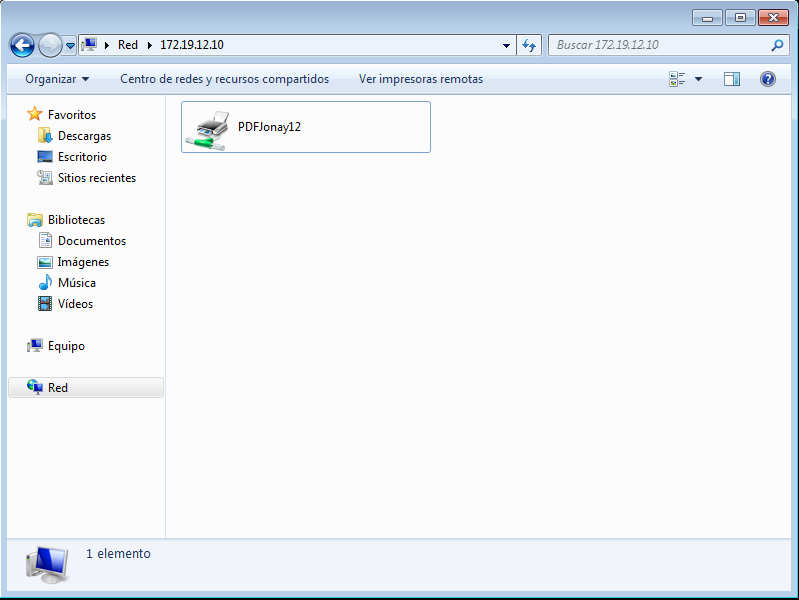 Red 172.19.12.10
Buscar 172.19.12.10
Organizar Centro de redes y recursos compartidos Ver impresoras remotas
Favoritos
Descargas
Escritorio
Sitios recientes
Bibliotecas
Documentos
Imágenes
Música
Vídeos
Equipo
Red
PDFJonay12
1 elemento